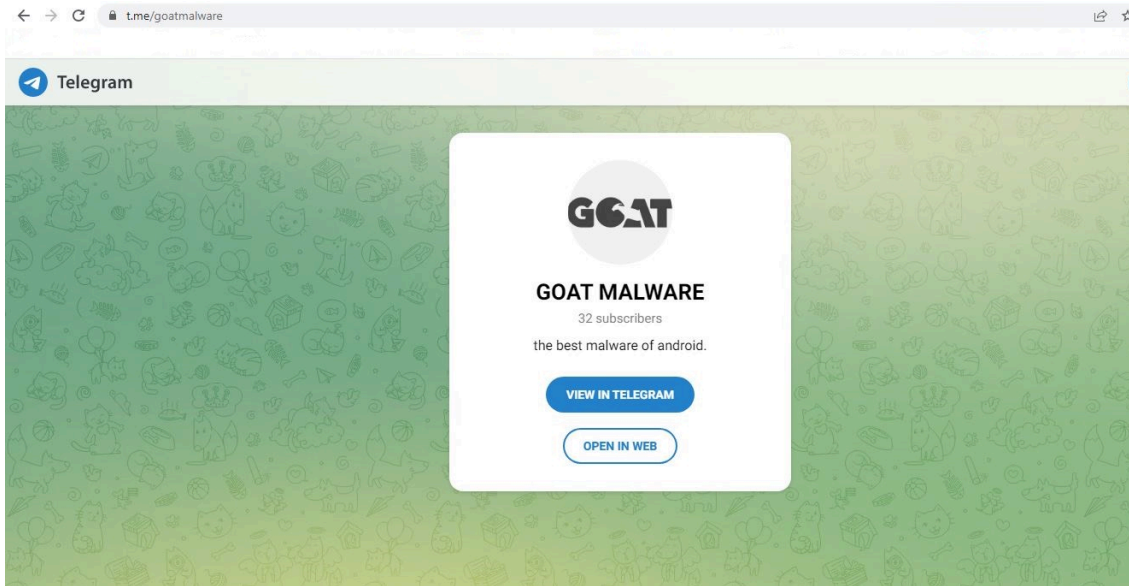 t.me/goatmalware
Telegram
GOAT
GOAT MALWARE
32 subscribers
the best malware of android.
VIEW IN TELEGRAM
OPEN IN WEB